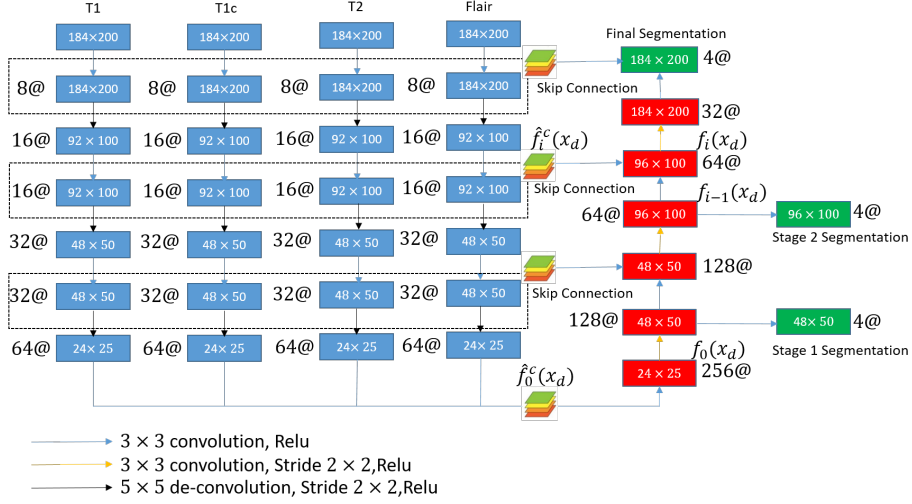 T1 T1c T2 Flair
184×200 184×200 184×200 184×200
Final Segmentation
184 × 200 4@
Skip Connection
8@ 184×200 8@ 184×200 8@ 184×200 8@ 184×200
184 × 200 32@
16@ 92 × 100 16@ 92 × 100 16@ 92 × 100 16@ 92 × 100
f̂ᵢᶜ(x_d) fᵢ(x_d)
96 × 100 64@
Skip Connection
16@ 92 × 100 16@ 92 × 100 16@ 92 × 100 16@ 92 × 100
fᵢ₋₁(x_d)
64@ 96 × 100 96 × 100 4@
Stage 2 Segmentation
32@ 48 × 50 32@ 48 × 50 32@ 48 × 50 32@ 48 × 50
48 × 50 128@
Skip Connection
32@ 48 × 50 32@ 48 × 50 32@ 48 × 50 32@ 48 × 50
128@ 48 × 50 48× 50 4@
Stage 1 Segmentation
64@ 24× 25 64@ 24× 25 64@ 24× 25 64@ 24× 25
f̂₀ᶜ(x_d) f₀(x_d)
24 × 25 256@
3 × 3 convolution, Relu
3 × 3 convolution, Stride 2 × 2,Relu
5 × 5 de-convolution, Stride 2 × 2,Relu